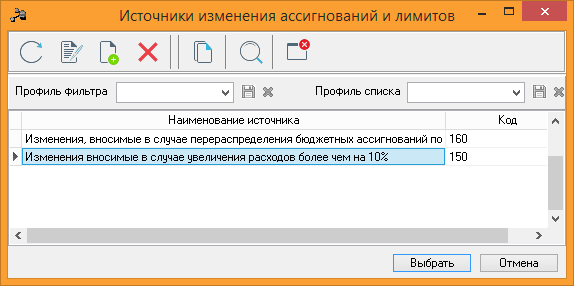 Источники изменения ассигнований и лимитов
Профиль фильтра Профиль списка
Наименование источника Код
Изменения, вносимые в случае перераспределения бюджетных ассигнований по 160
Изменения вносимые в случае увеличения расходов более чем на 10% 150
Выбрать Отмена